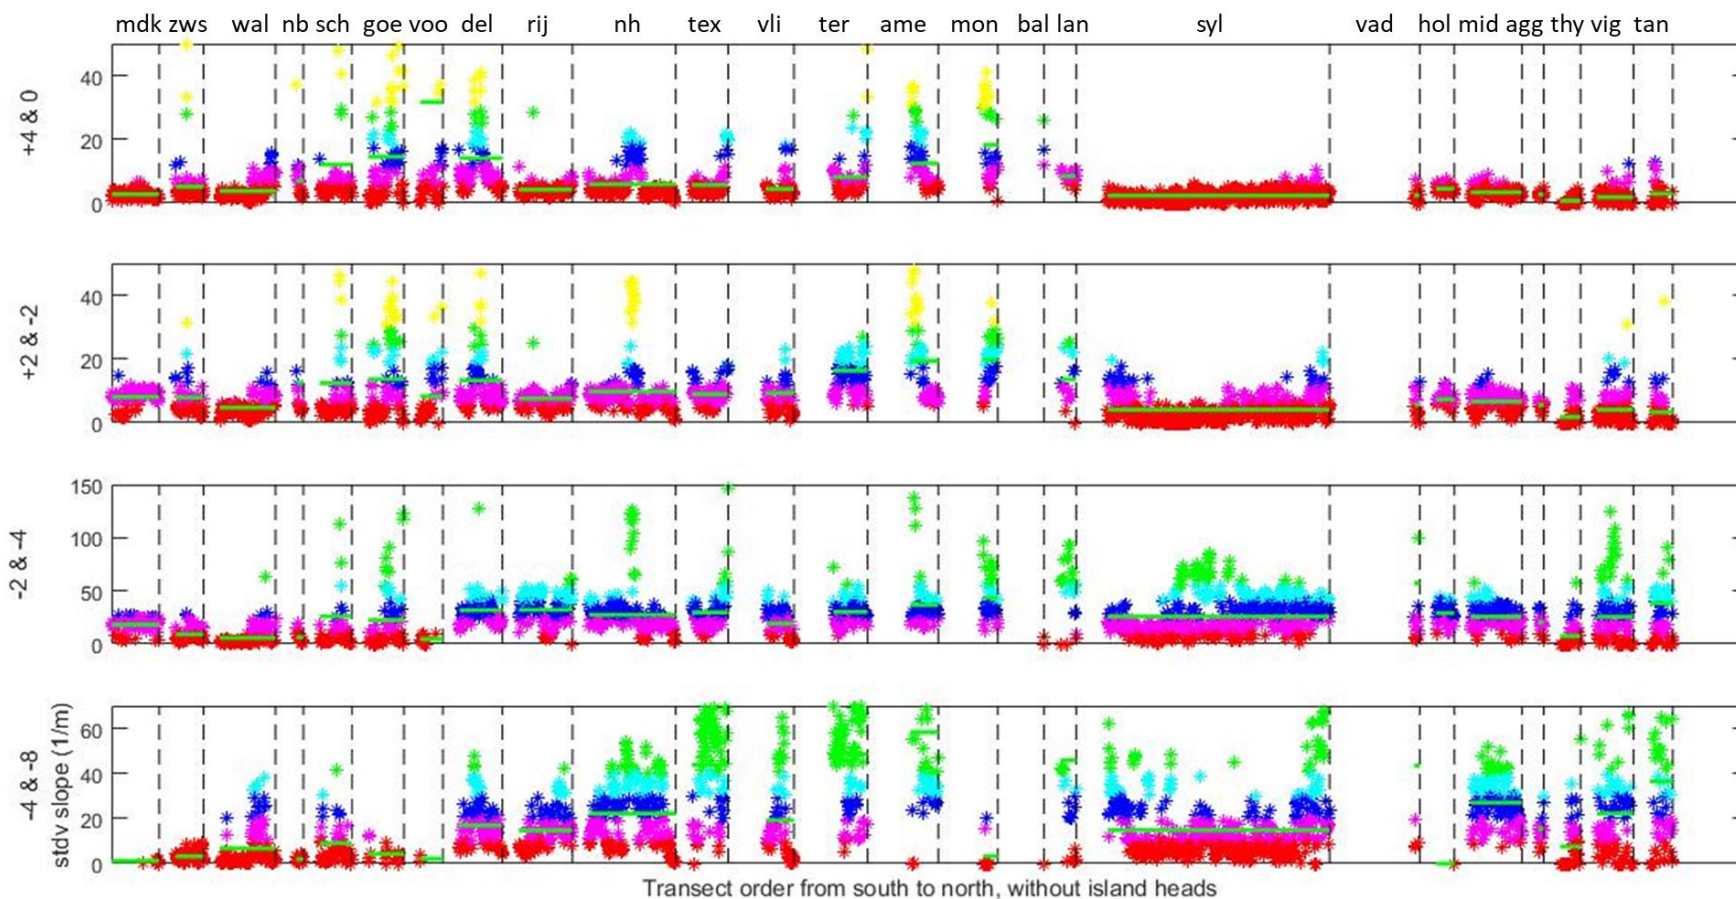 mdk zws wal nb sch goe voo del rij nh tex vli ter ame mon bal lan syl vad hol mid agg thy vig tan
+4 & 0
40
20
0
+2 & -2
40
20
0
-2 & -4
150
100
50
0
-4 & -8
stdv slope (1/m)
60
40
20
0
Transect order from south to north, without island heads